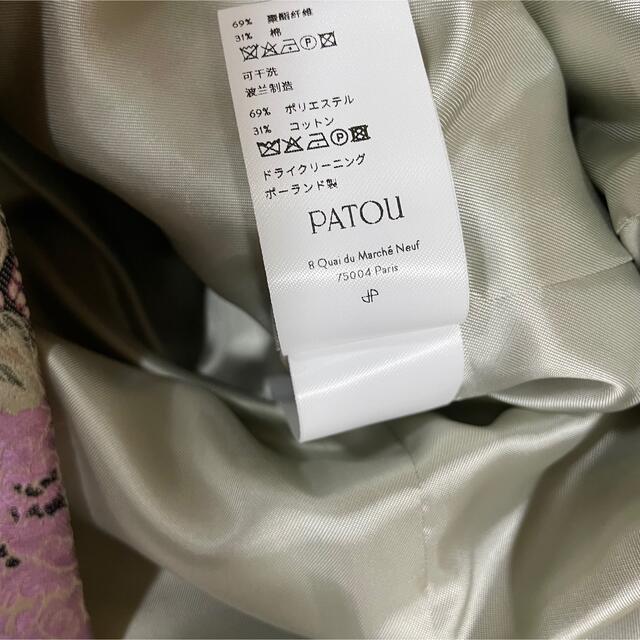 69% 聚酯纤维
31% 棉
可干洗
波兰制造
69% ポリエステル
31% コットン
ドライクリーニング
ポーランド製
PATOU
8 Quai du Marché Neuf
75004 Paris